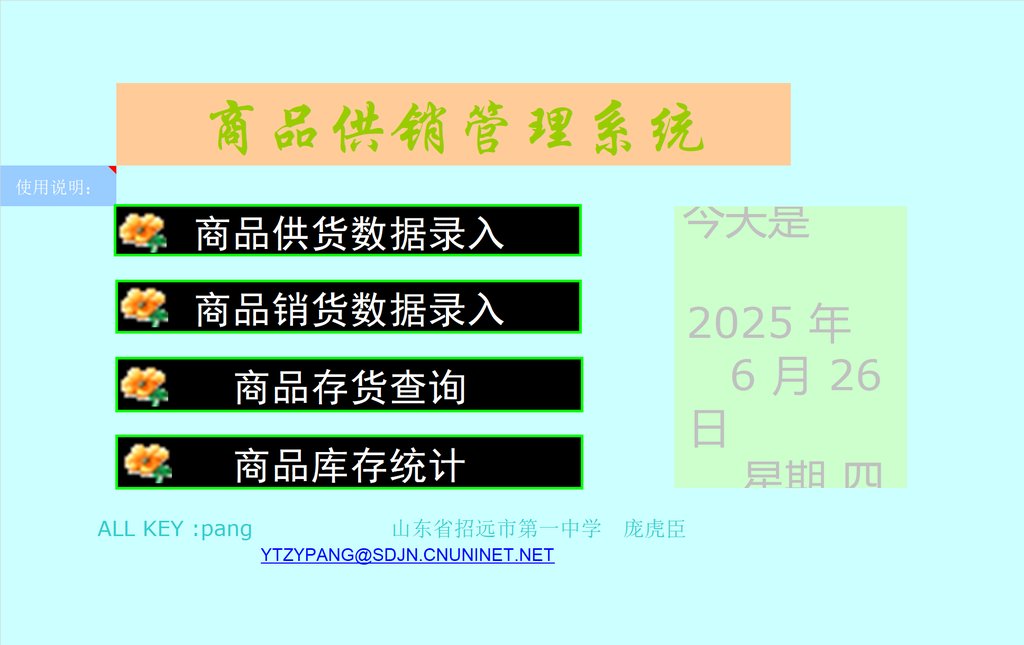 商品供销管理系统
使用说明：
商品供货数据录入
商品销货数据录入
商品存货查询
商品库存统计
今天是
2025 年
6 月 26
日
星期 四
ALL KEY :pang 山东省招远市第一中学 庞虎臣
YTZYPANG@SDJN.CNUNINET.NET